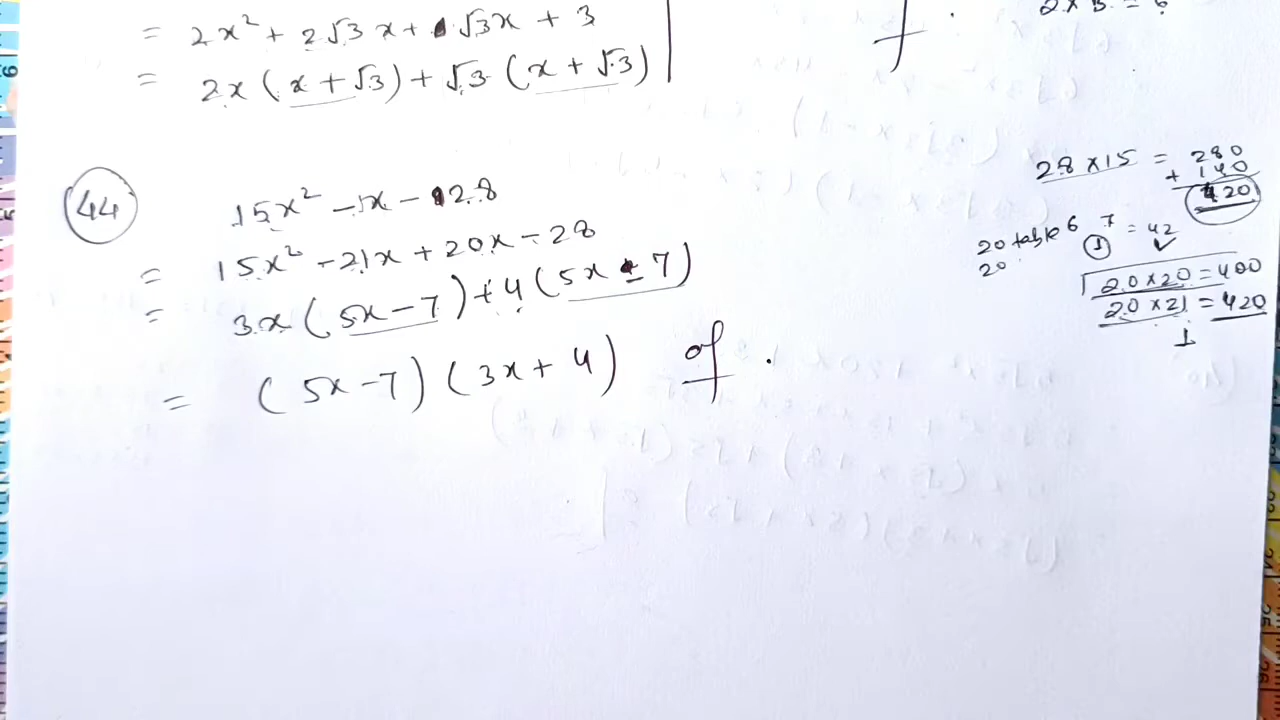 = 2x² + 2√3 x + √3x + 3
= 2x (x + √3) + √3 (x + √3)
2 x 3 = 6
44
15x² - x - 28
= 15x² - 21x + 20x - 28
= 3x (5x - 7) + 4 (5x - 7)
= (5x - 7) (3x + 4)
28 x 15 = 280
+ 140
420
20 table 6 7 = 42
20 1
20 x 20 = 400
20 x 21 = 420
1